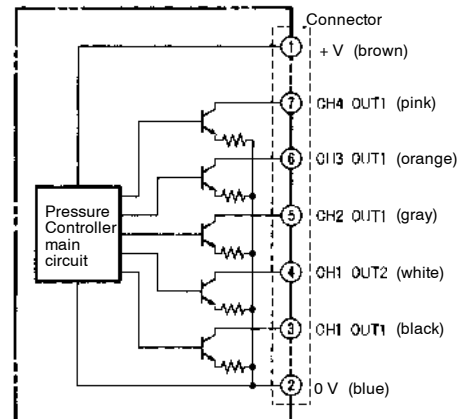 Connector
1 + V (brown)
7 CH4 OUT1 (pink)
6 CH3 OUT1 (orange)
5 CH2 OUT1 (gray)
4 CH1 OUT2 (white)
3 CH1 OUT1 (black)
2 0 V (blue)
Pressure
Controller
main
circuit